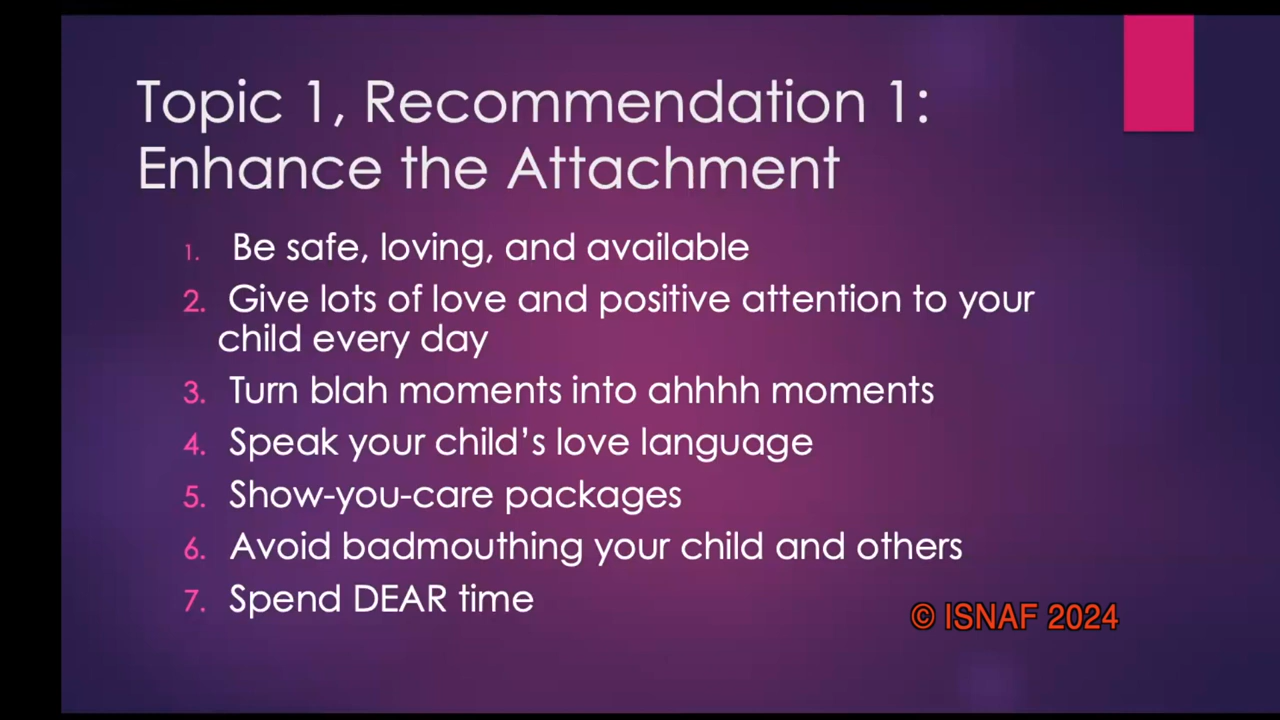 Topic 1, Recommendation 1:
Enhance the Attachment
1. Be safe, loving, and available
2. Give lots of love and positive attention to your
child every day
3. Turn blah moments into ahhhh moments
4. Speak your child’s love language
5. Show-you-care packages
6. Avoid badmouthing your child and others
7. Spend DEAR time
© ISNAF 2024